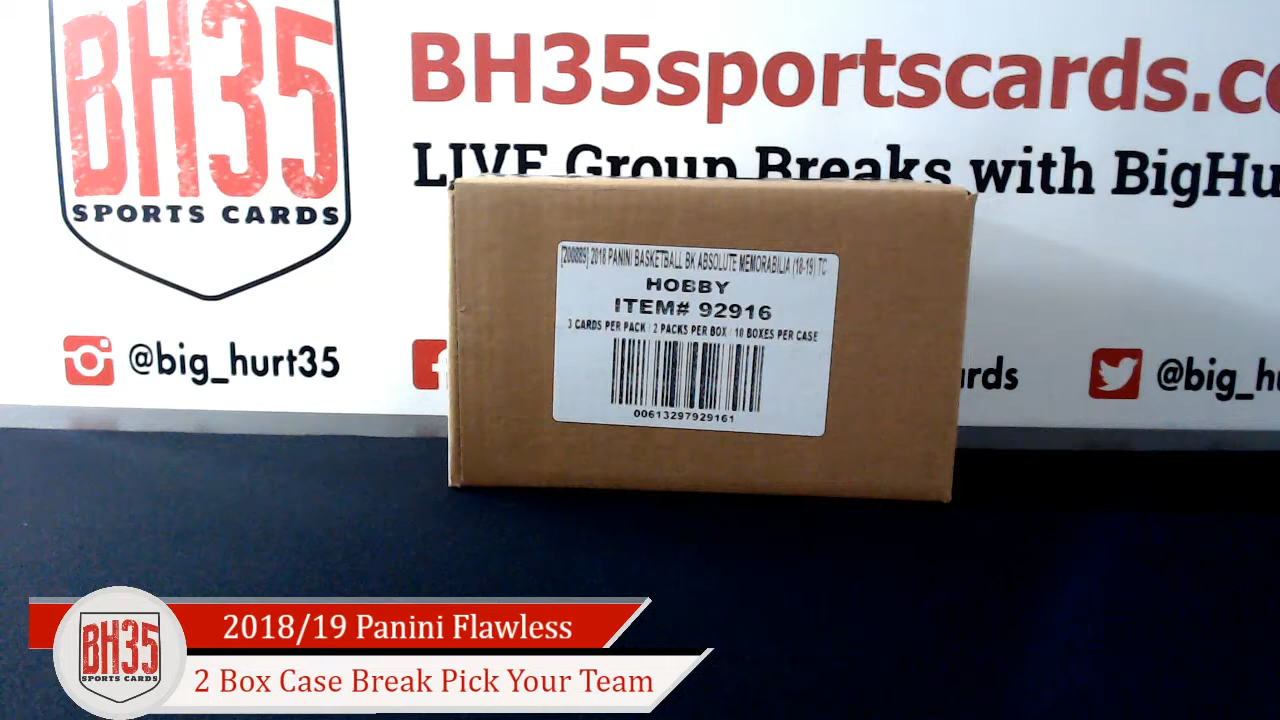 BH35
SPORTS CARDS
BH35sportscards.c
LIVE Group Breaks with BigHu
@big_hurt35
rds
@big_h
[200889] 2018 PANINI BASKETBALL BK ABSOLUTE MEMORABILIA (18-19) TC
HOBBY
ITEM# 92916
3 CARDS PER PACK / 2 PACKS PER BOX / 10 BOXES PER CASE
00613297929161
2018/19 Panini Flawless
2 Box Case Break Pick Your Team
BH35
SPORTS CARDS